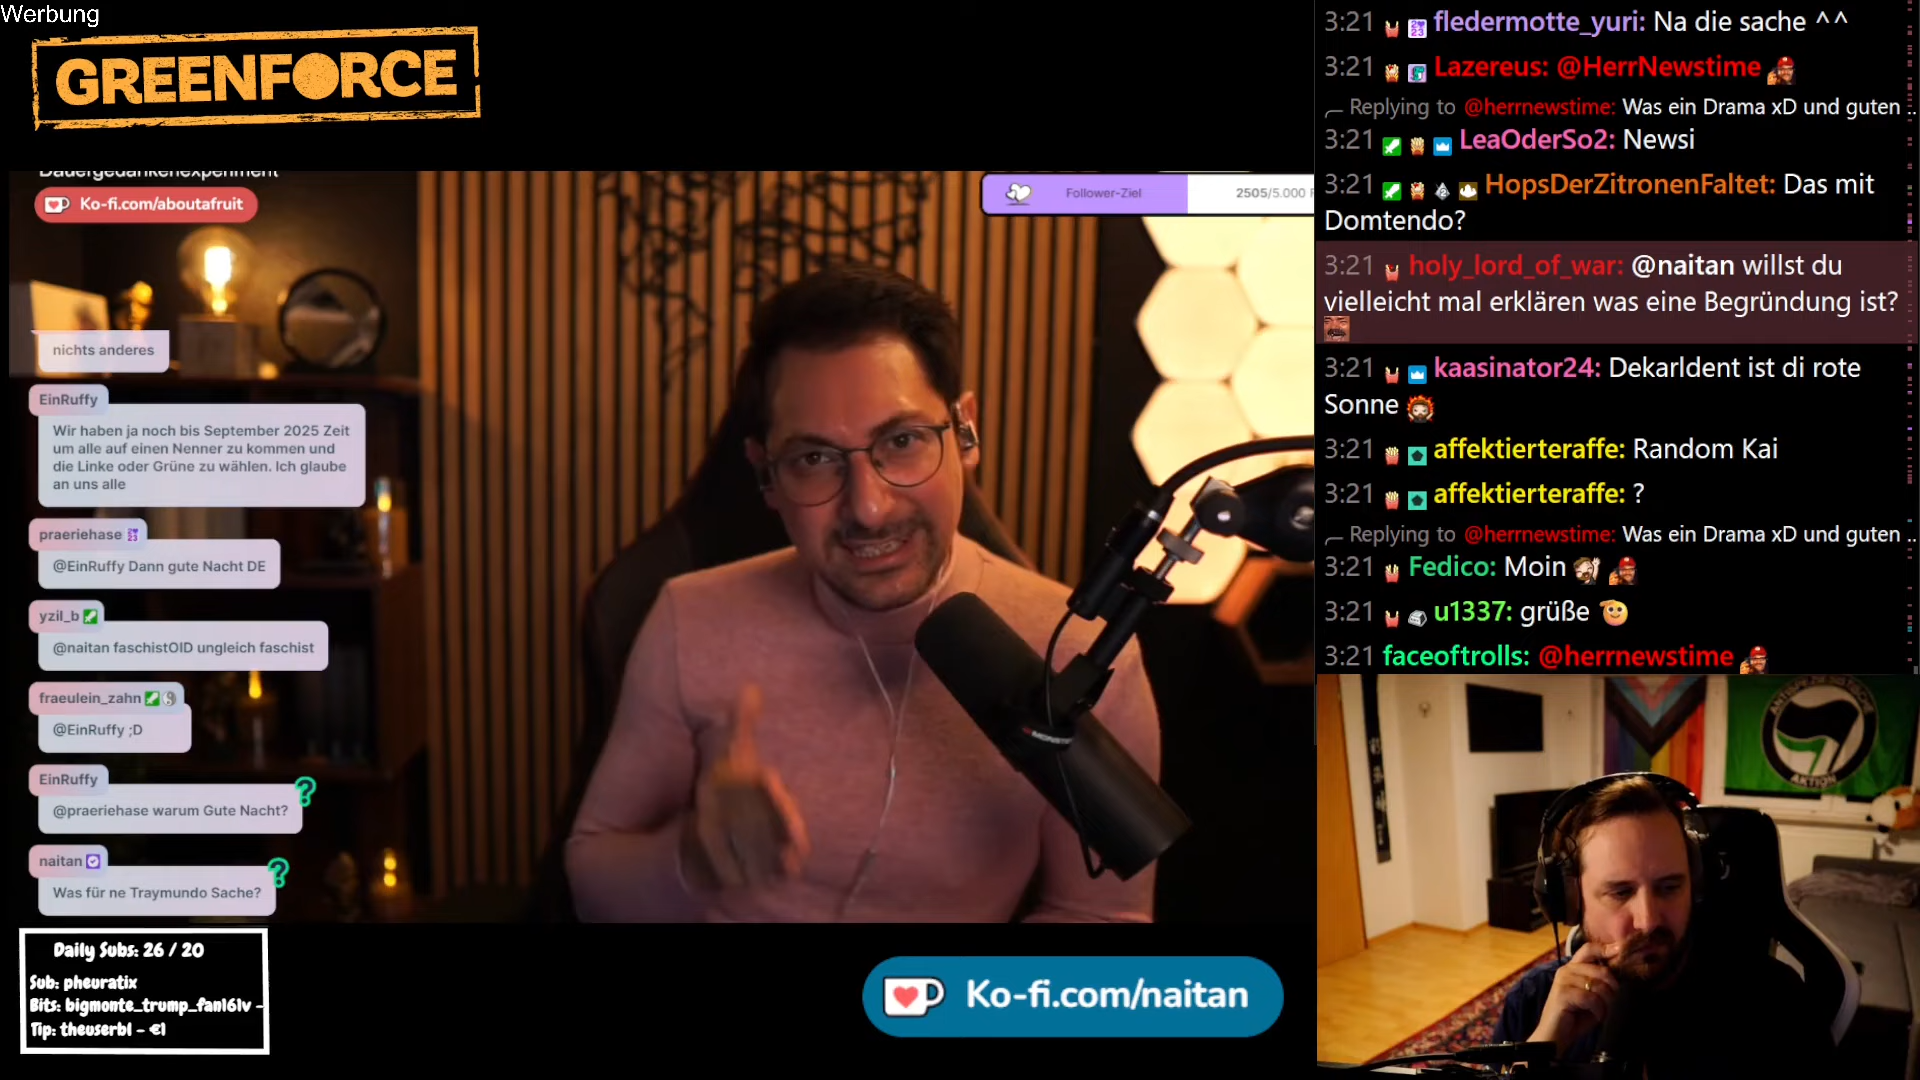 Werbung
GREENFORCE
Dauergedankenexperiment
Ko-fi.com/aboutafruit
Follower-Ziel
2505/5.000
nichts anderes
EinRuffy
Wir haben ja noch bis September 2025 Zeit
um alle auf einen Nenner zu kommen und
die Linke oder Grüne zu wählen. Ich glaube
an uns alle
praeriehase
@EinRuffy Dann gute Nacht DE
yzil_b
@naitan faschistOID ungleich faschist
fraeulein_zahn
@EinRuffy ;D
EinRuffy
@praeriehase warum Gute Nacht?
naitan
Was für ne Traymundo Sache?
Daily Subs: 26 / 20
Sub: pheuratix
Bits: bigmonte_trump_fan161v -
Tip: theuserbl - €1
Ko-fi.com/naitan
3:21 fledermotte_yuri: Na die sache ^^
3:21 Lazereus: @HerrNewstime
Replying to @herrnewstime: Was ein Drama xD und guten ..
3:21 LeaOderSo2: Newsi
3:21 HopsDerZitronenFaltet: Das mit
Domtendo?
3:21 holy_lord_of_war: @naitan willst du
vielleicht mal erklären was eine Begründung ist?
3:21 kaasinator24: Dekarldent ist di rote
Sonne
3:21 affektierteraffe: Random Kai
3:21 affektierteraffe: ?
Replying to @herrnewstime: Was ein Drama xD und guten ..
3:21 Fedico: Moin
3:21 u1337: grüße
3:21 faceoftrolls: @herrnewstime
AKTION